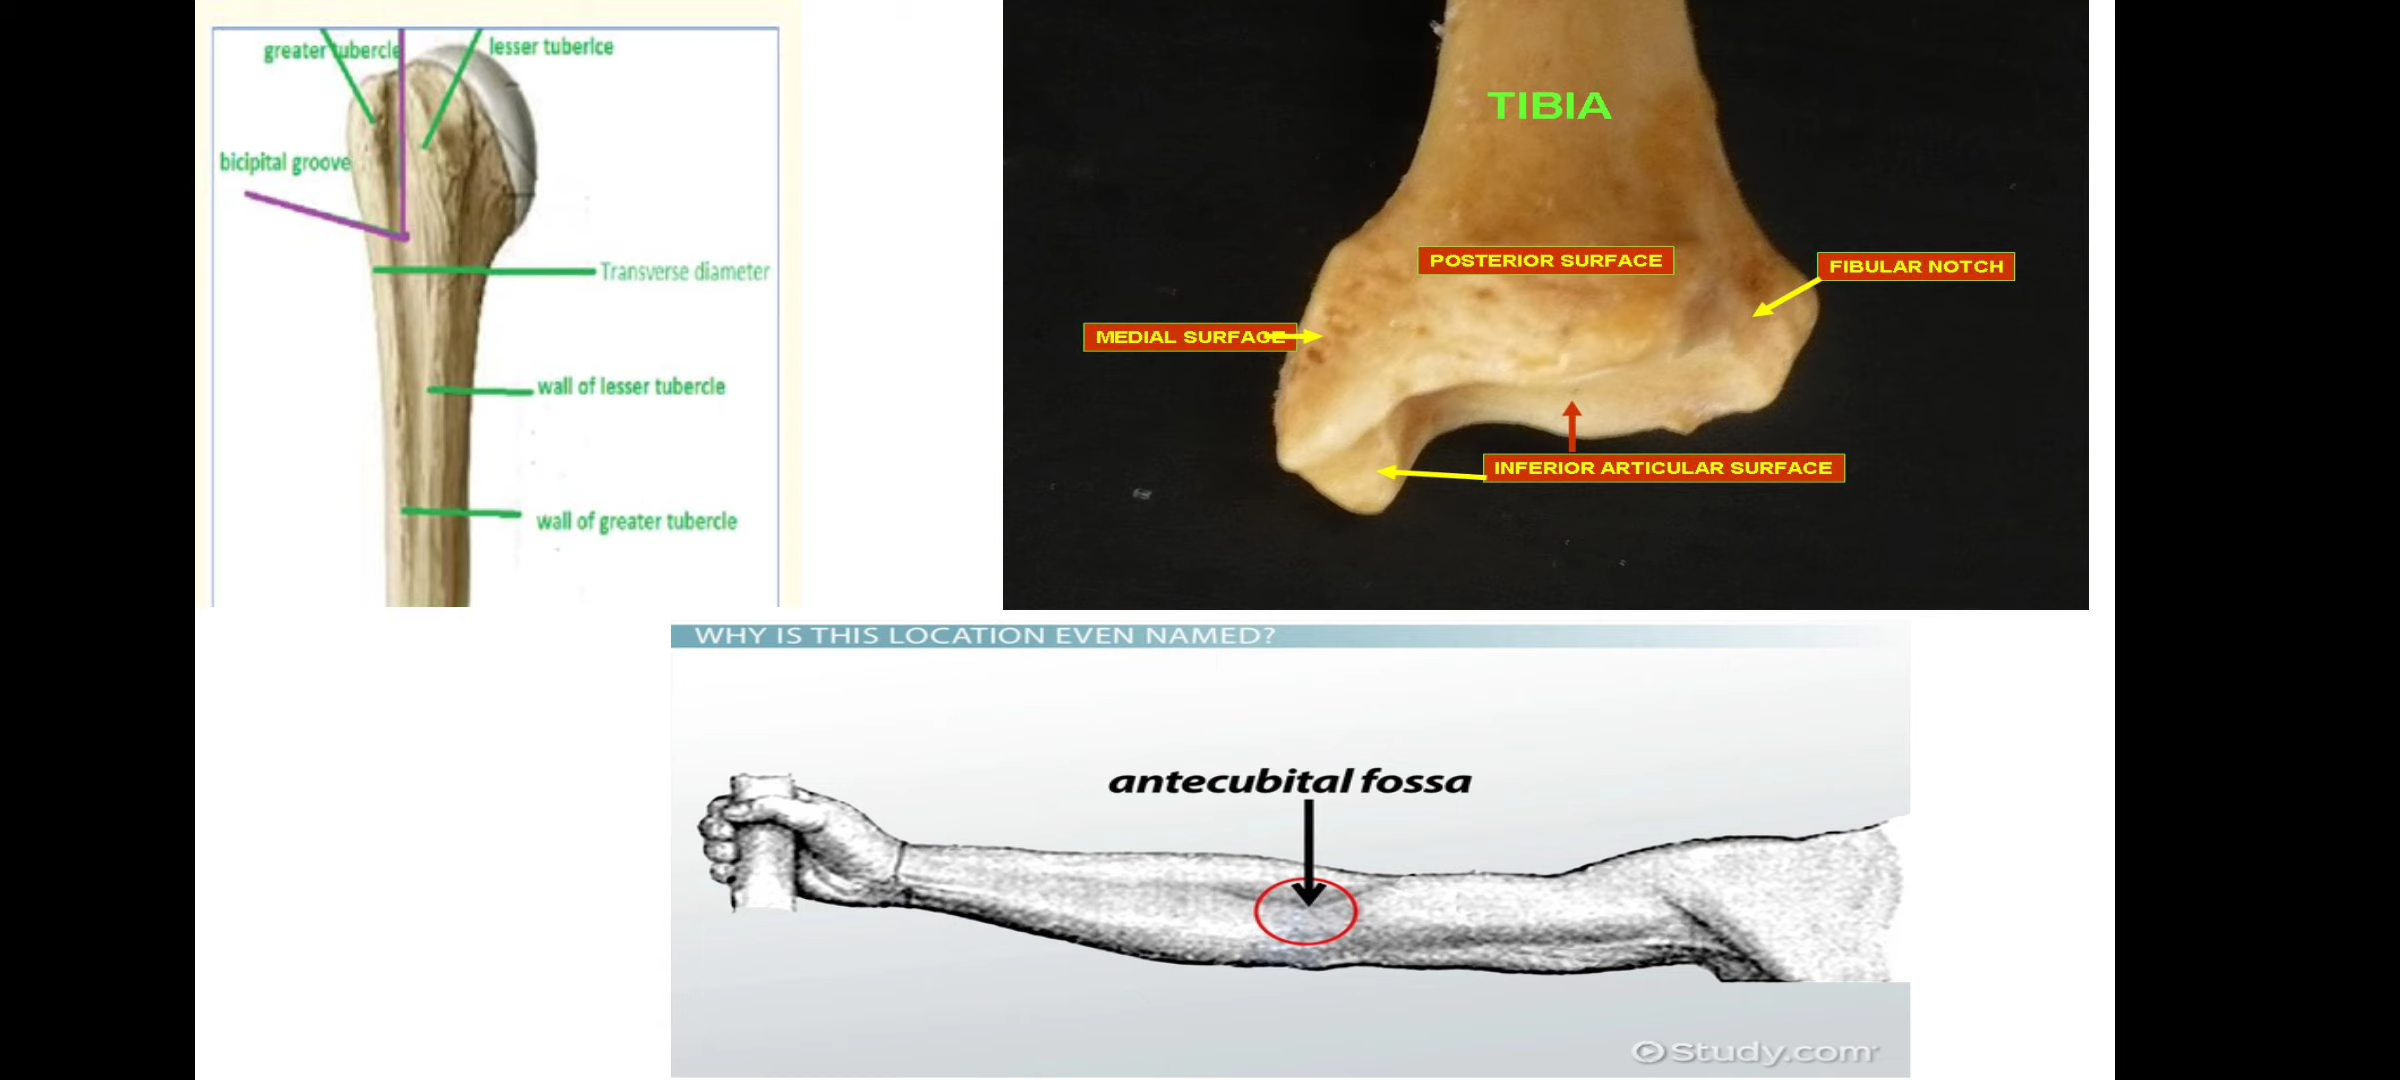 greater tubercle
lesser tuberlce
bicipital groove
Transverse diameter
wall of lesser tubercle
wall of greater tubercle
TIBIA
POSTERIOR SURFACE
FIBULAR NOTCH
MEDIAL SURFACE
INFERIOR ARTICULAR SURFACE
WHY IS THIS LOCATION EVEN NAMED?
antecubital fossa
Study.com